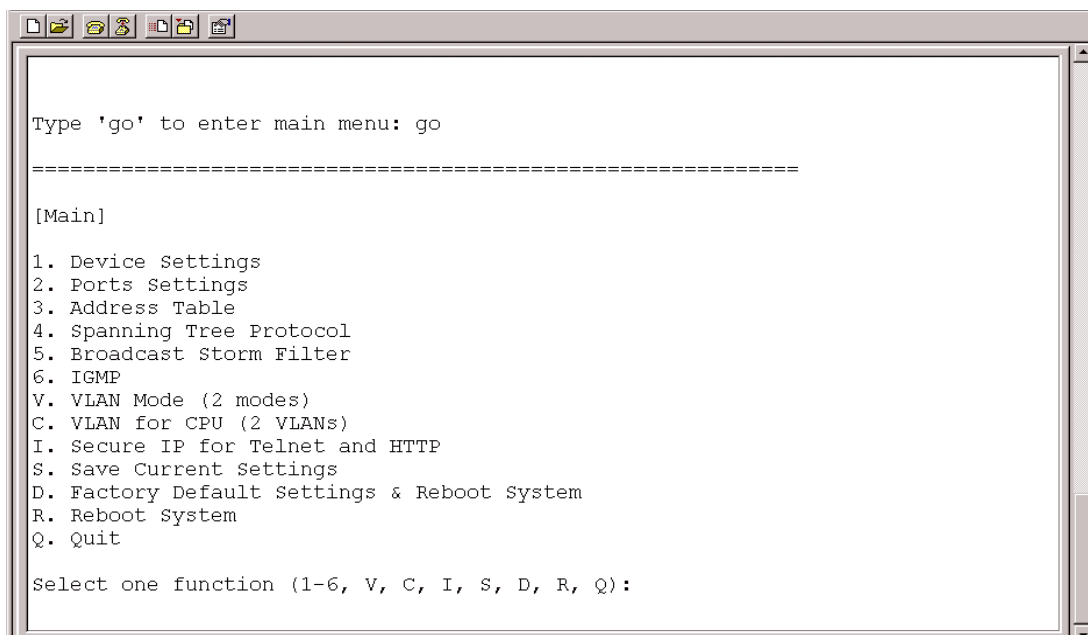 Type 'go' to enter main menu: go
============================================================
[Main]
1. Device Settings
2. Ports Settings
3. Address Table
4. Spanning Tree Protocol
5. Broadcast Storm Filter
6. IGMP
V. VLAN Mode (2 modes)
C. VLAN for CPU (2 VLANs)
I. Secure IP for Telnet and HTTP
S. Save Current Settings
D. Factory Default Settings & Reboot System
R. Reboot System
Q. Quit
Select one function (1-6, V, C, I, S, D, R, Q):